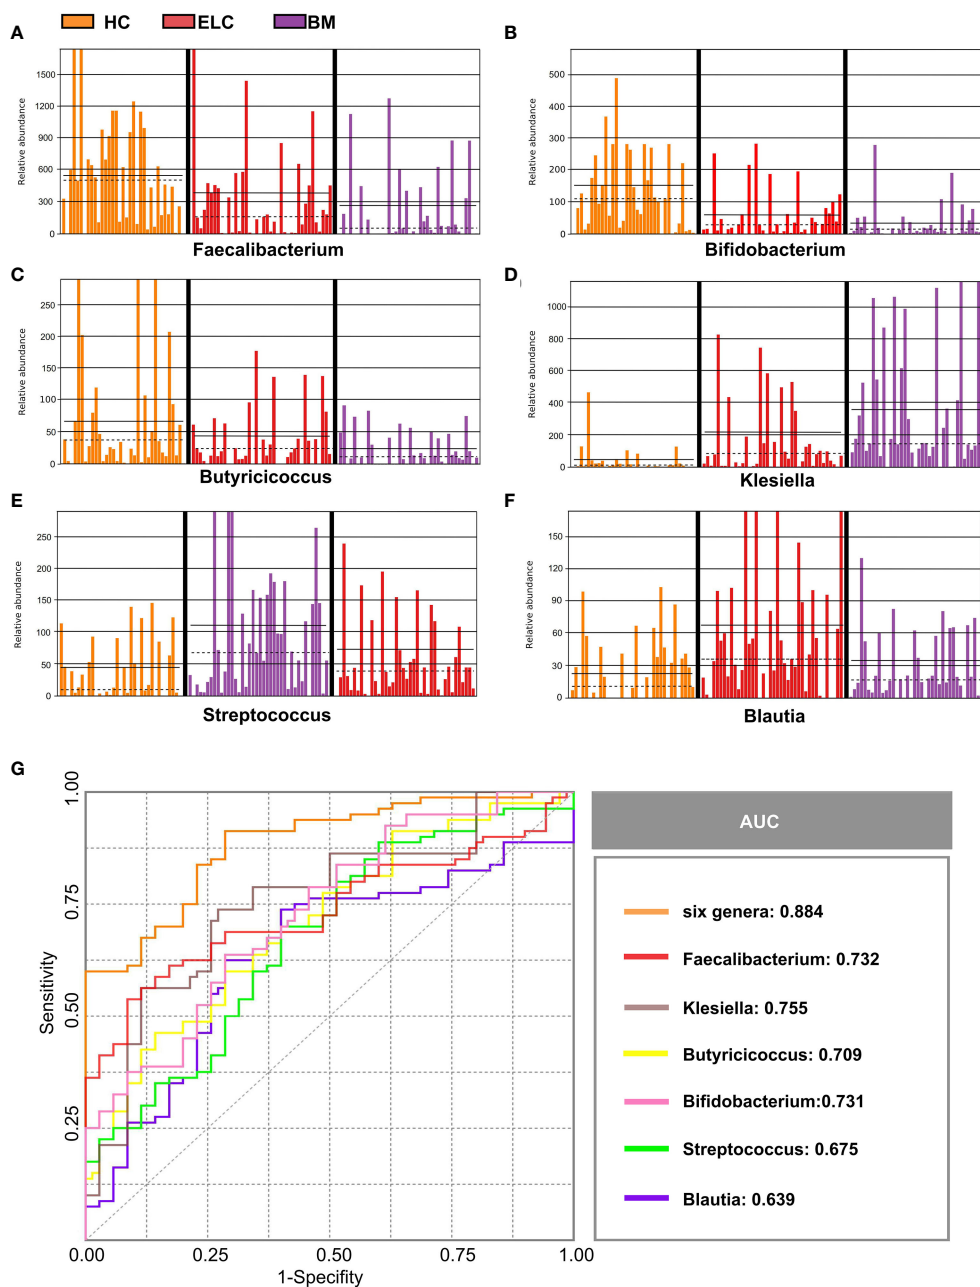 HC ELC BM
A
Relative abundance
1500
1200
900
600
300
0
Faecalibacterium
B
Relative abundance
500
400
300
200
100
0
Bifidobacterium
C
Relative abundance
250
200
150
100
50
0
Butyricicoccus
D
Relative abundance
1000
800
600
400
200
0
Klesiella
E
Relative abundance
250
200
150
100
50
0
Streptococcus
F
Relative abundance
150
120
90
60
30
0
Blautia
G
Sensitivity
1.00
0.75
0.50
0.25
0.00 0.25 0.50 0.75 1.00
1-Specifity
AUC
six genera: 0.884
Faecalibacterium: 0.732
Klesiella: 0.755
Butyricicoccus: 0.709
Bifidobacterium:0.731
Streptococcus: 0.675
Blautia: 0.639